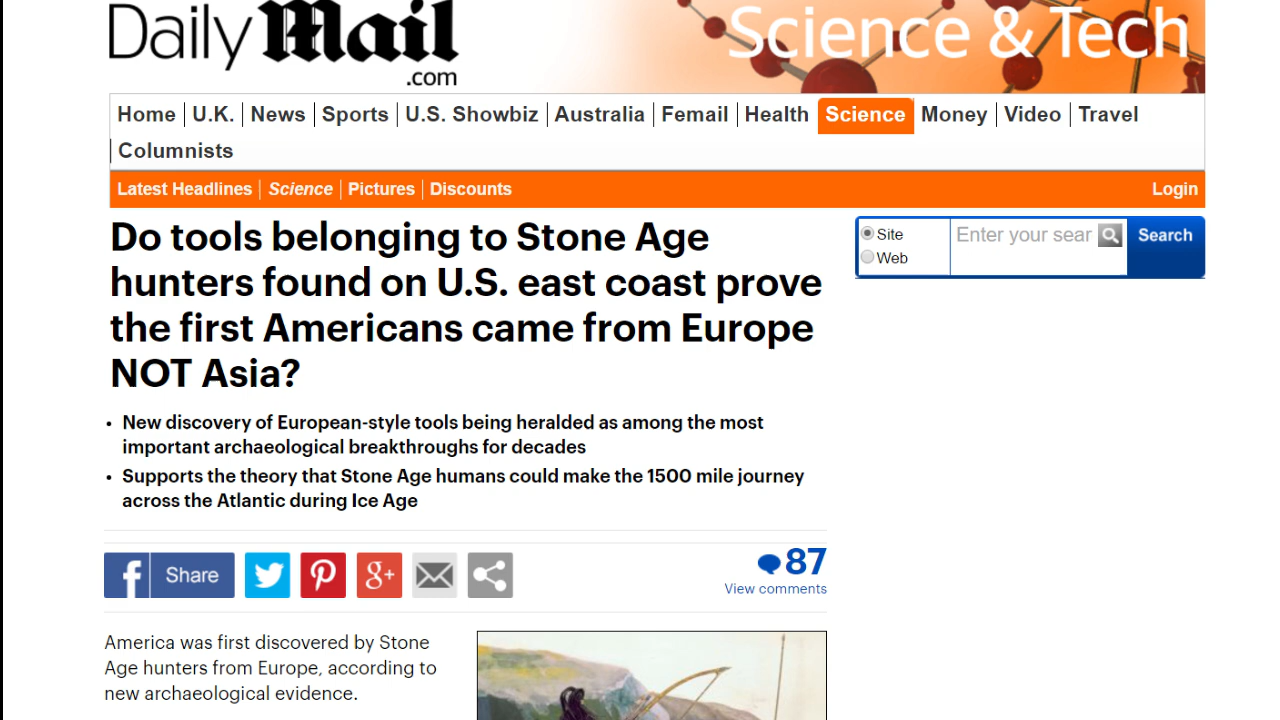 Daily Mail
.com
Science & Tech
Home U.K. News Sports U.S. Showbiz Australia Femail Health Science Money Video Travel
Columnists
Latest Headlines Science Pictures Discounts Login
Do tools belonging to Stone Age
hunters found on U.S. east coast prove
the first Americans came from Europe
NOT Asia?
Site
Web
Enter your sear
Search
• New discovery of European-style tools being heralded as among the most
important archaeological breakthroughs for decades
• Supports the theory that Stone Age humans could make the 1500 mile journey
across the Atlantic during Ice Age
f Share
g+
87
View comments
America was first discovered by Stone
Age hunters from Europe, according to
new archaeological evidence.